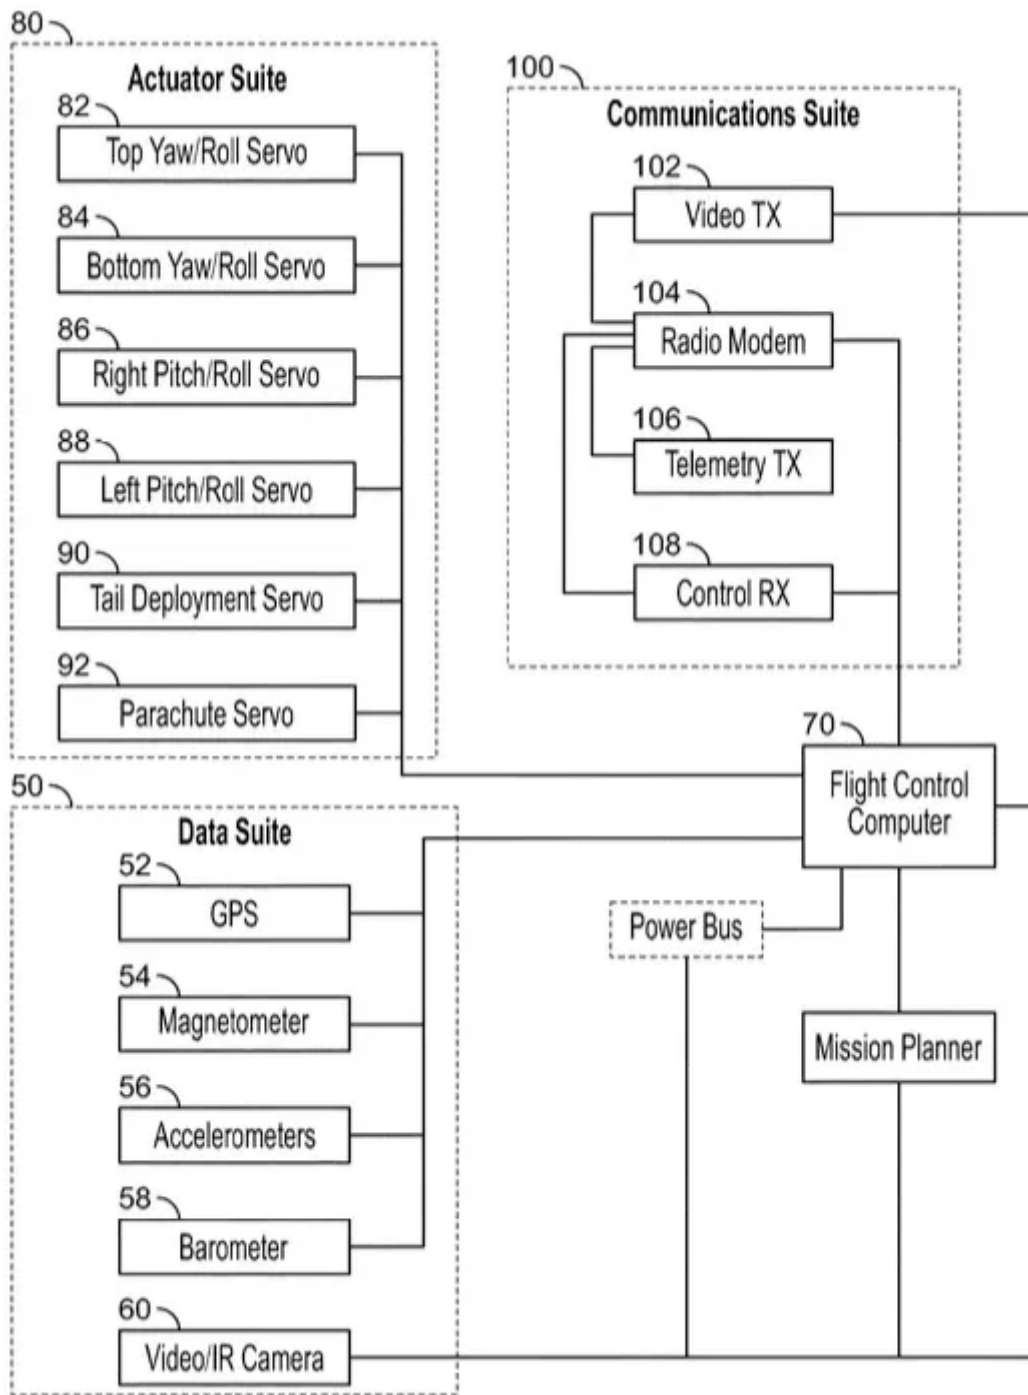 80
Actuator Suite
82
Top Yaw/Roll Servo
84
Bottom Yaw/Roll Servo
86
Right Pitch/Roll Servo
88
Left Pitch/Roll Servo
90
Tail Deployment Servo
92
Parachute Servo
100
Communications Suite
102
Video TX
104
Radio Modem
106
Telemetry TX
108
Control RX
70
Flight Control
Computer
50
Data Suite
52
GPS
54
Magnetometer
56
Accelerometers
58
Barometer
60
Video/IR Camera
Power Bus
Mission Planner